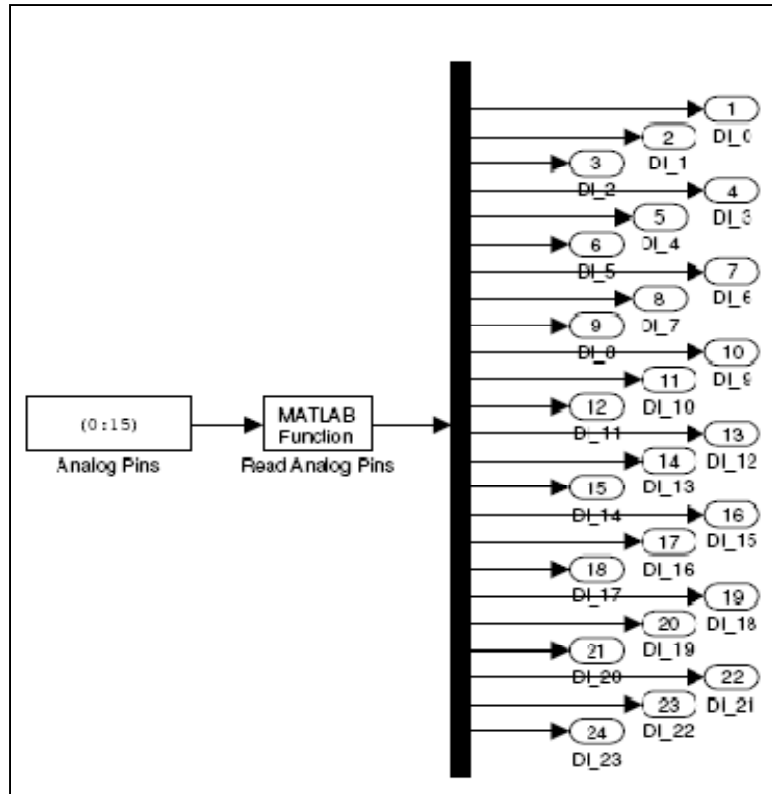 1
DI_0
2
DI_1
3
DI_2
4
DI_3
5
DI_4
6
DI_5
7
DI_6
8
DI_7
9
DI_8
10
DI_9
11
DI_10
12
DI_11
13
DI_12
14
DI_13
15
DI_14
16
DI_15
17
DI_16
18
DI_17
19
DI_18
20
DI_19
21
DI_20
22
DI_21
23
DI_22
24
DI_23
(0:15)
Analog Pins
MATLAB
Function
Read Analog Pins